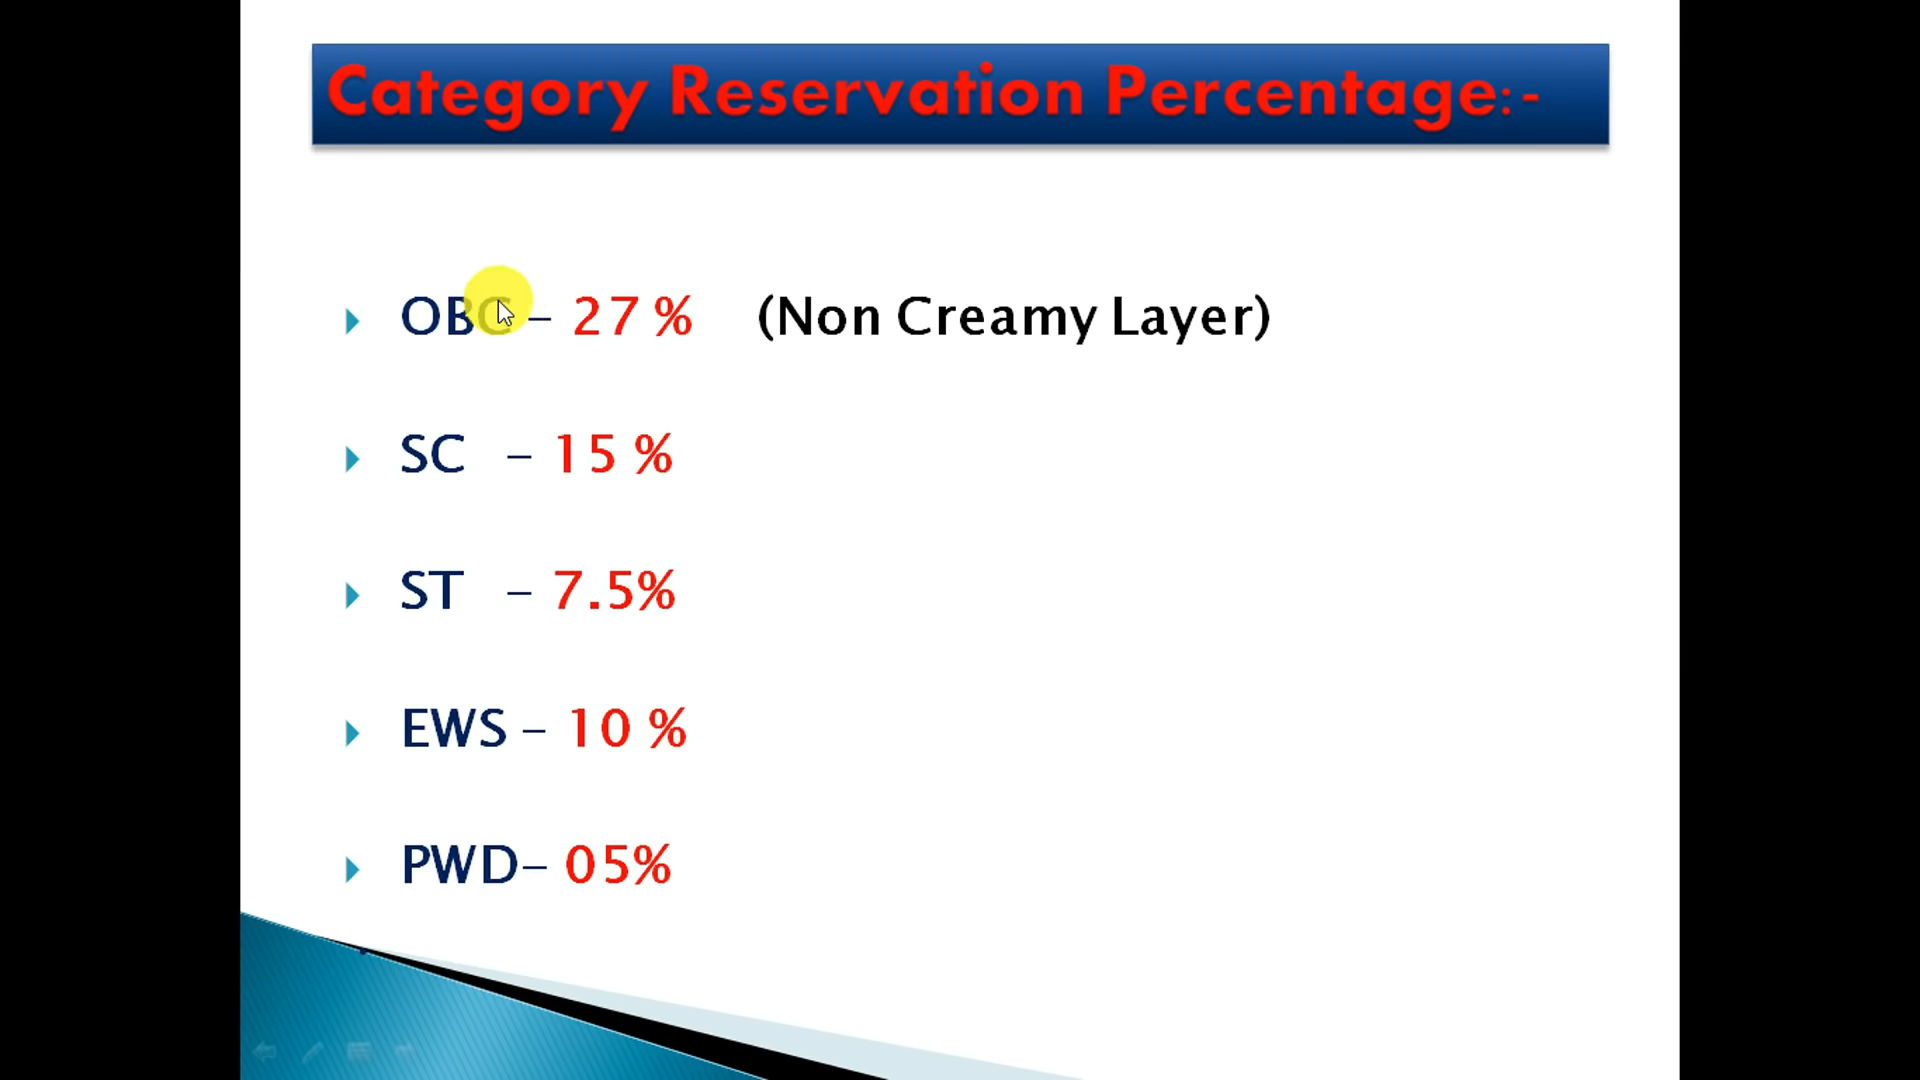 Category Reservation Percentage:-
OBC - 27 % (Non Creamy Layer)
SC - 15 %
ST - 7.5%
EWS - 10 %
PWD- 05%